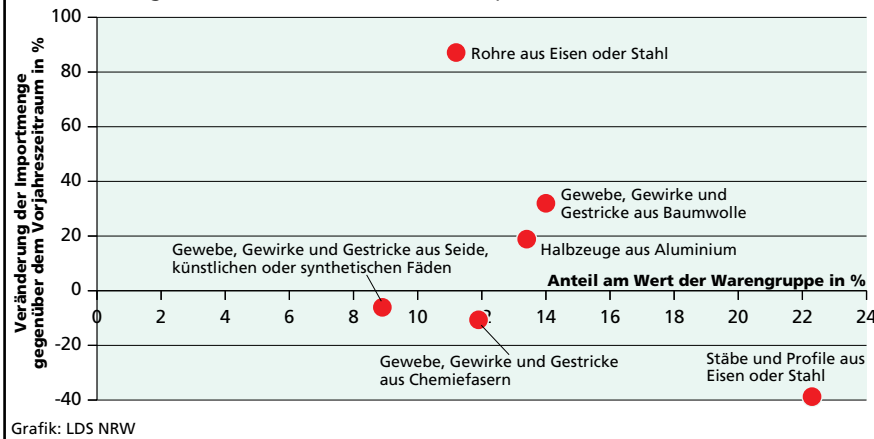 Veränderung der Importmenge
gegenüber dem Vorjahreszeitraum in %
100
80
60
40
20
0
-20
-40
Rohre aus Eisen oder Stahl
Gewebe, Gewirke und
Gestricke aus Baumwolle
Gewebe, Gewirke und Gestricke aus Seide,
künstlichen oder synthetischen Fäden
Halbzeuge aus Aluminium
Anteil am Wert der Warengruppe in %
0 2 4 6 8 10 12 14 16 18 20 22 24
Gewebe, Gewirke und Gestricke
aus Chemiefasern
Stäbe und Profile aus
Eisen oder Stahl
Grafik: LDS NRW